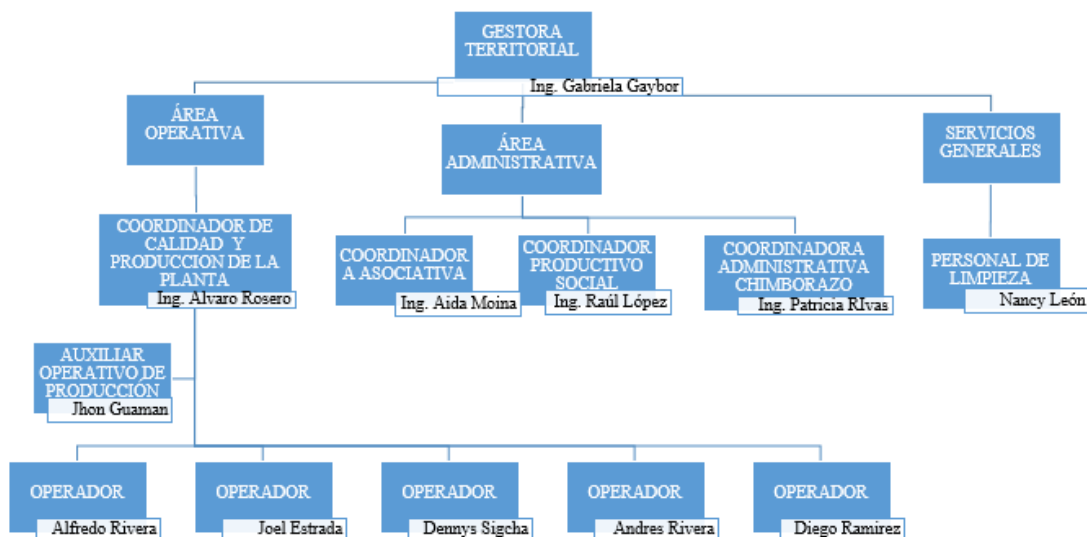 GESTORA
TERRITORIAL
Ing. Gabriela Gaybor
ÁREA
OPERATIVA
ÁREA
ADMINISTRATIVA
SERVICIOS
GENERALES
COORDINADOR DE
CALIDAD Y
PRODUCCION DE LA
PLANTA
Ing. Alvaro Rosero
COORDINADOR
A ASOCIATIVA
Ing. Aida Moina
COORDINADOR
PRODUCTIVO
SOCIAL
Ing. Raúl López
COORDINADORA
ADMINISTRATIVA
CHIMBORAZO
Ing. Patricia RIvas
PERSONAL DE
LIMPIEZA
Nancy León
AUXILIAR
OPERATIVO DE
PRODUCCIÓN
Jhon Guaman
OPERADOR
Alfredo Rivera
OPERADOR
Joel Estrada
OPERADOR
Dennys Sigcha
OPERADOR
Andres Rivera
OPERADOR
Diego Ramirez